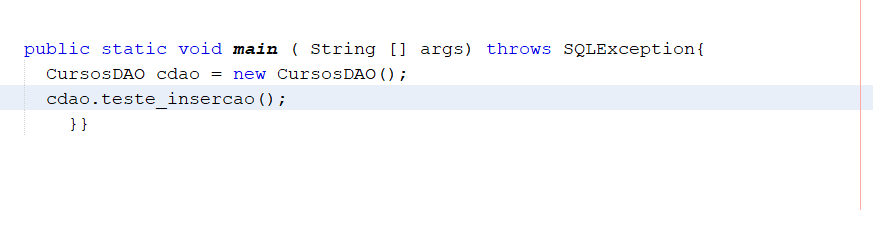 public static void main ( String [] args) throws SQLException{
CursosDAO cdao = new CursosDAO();
cdao.teste_insercao();
}}